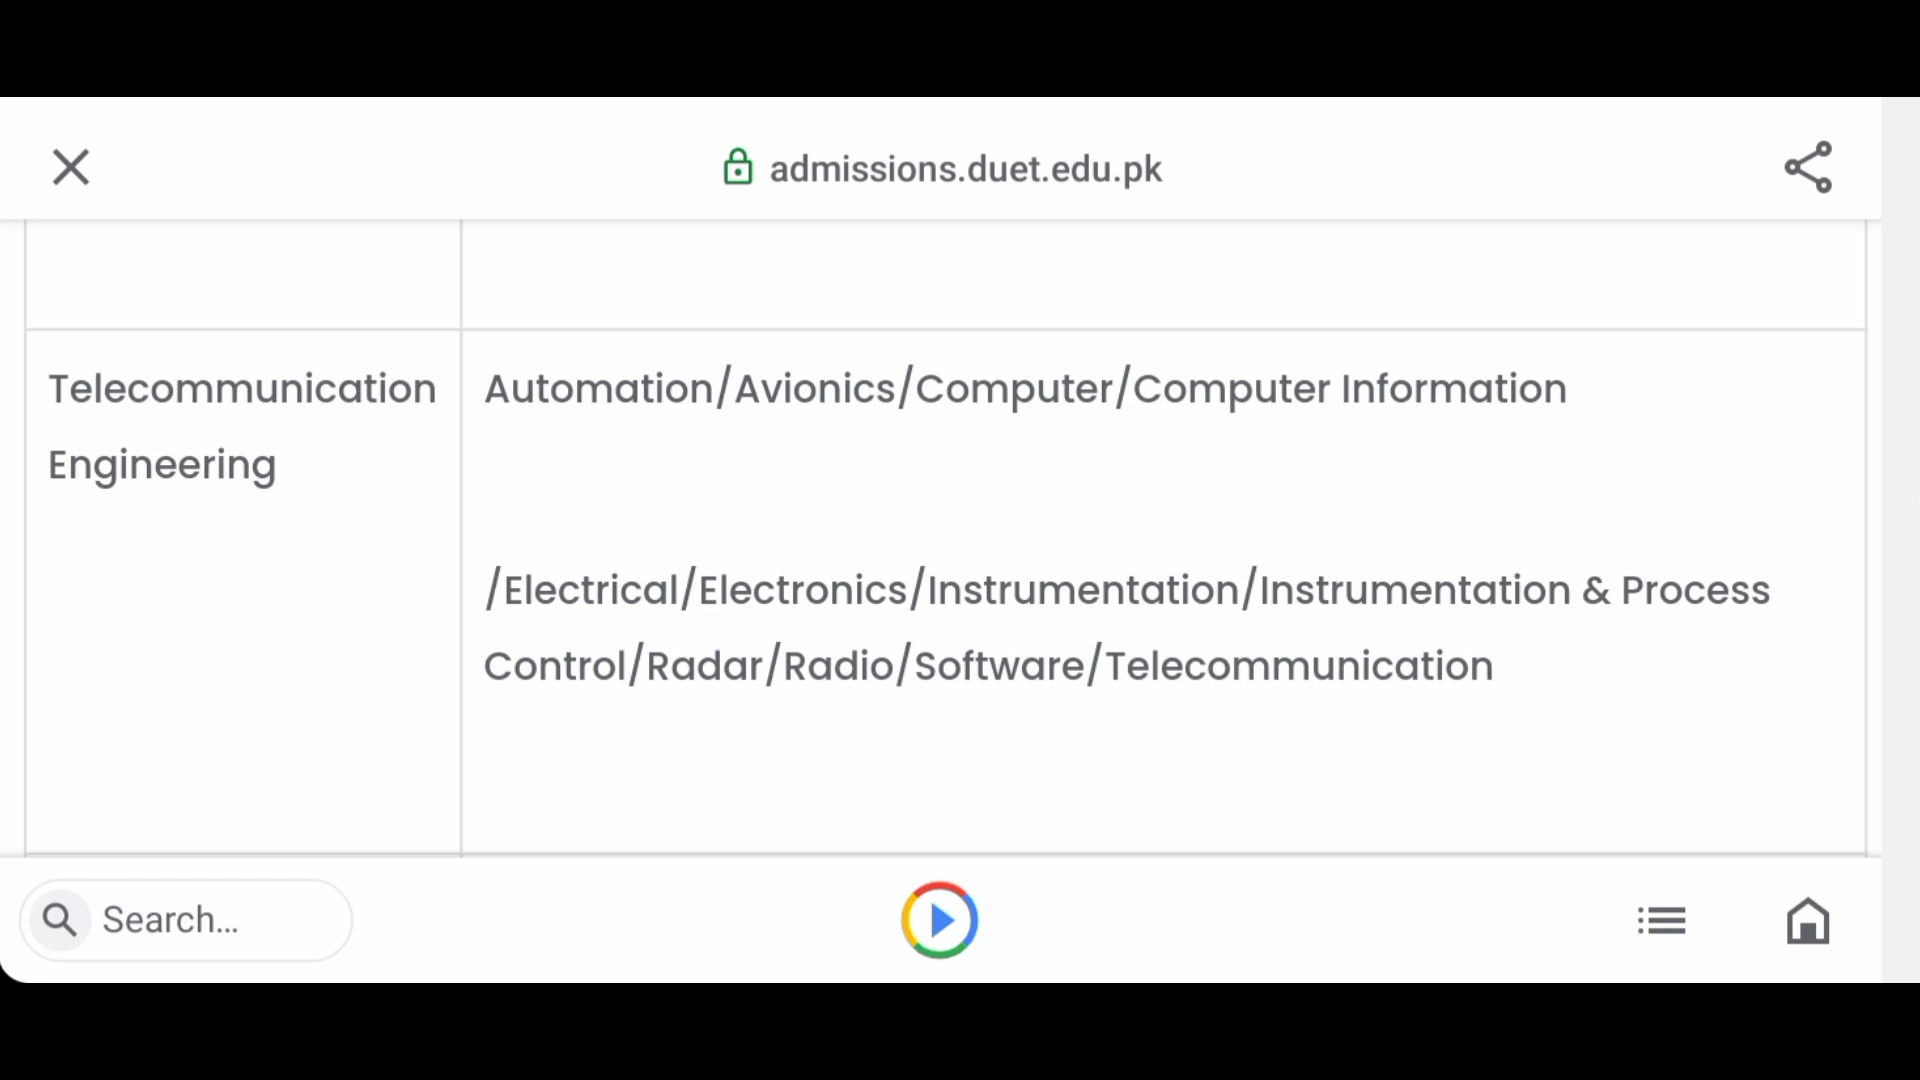 admissions.duet.edu.pk
Telecommunication
Engineering
Automation/Avionics/Computer/Computer Information
/Electrical/Electronics/Instrumentation/Instrumentation & Process
Control/Radar/Radio/Software/Telecommunication
Search...